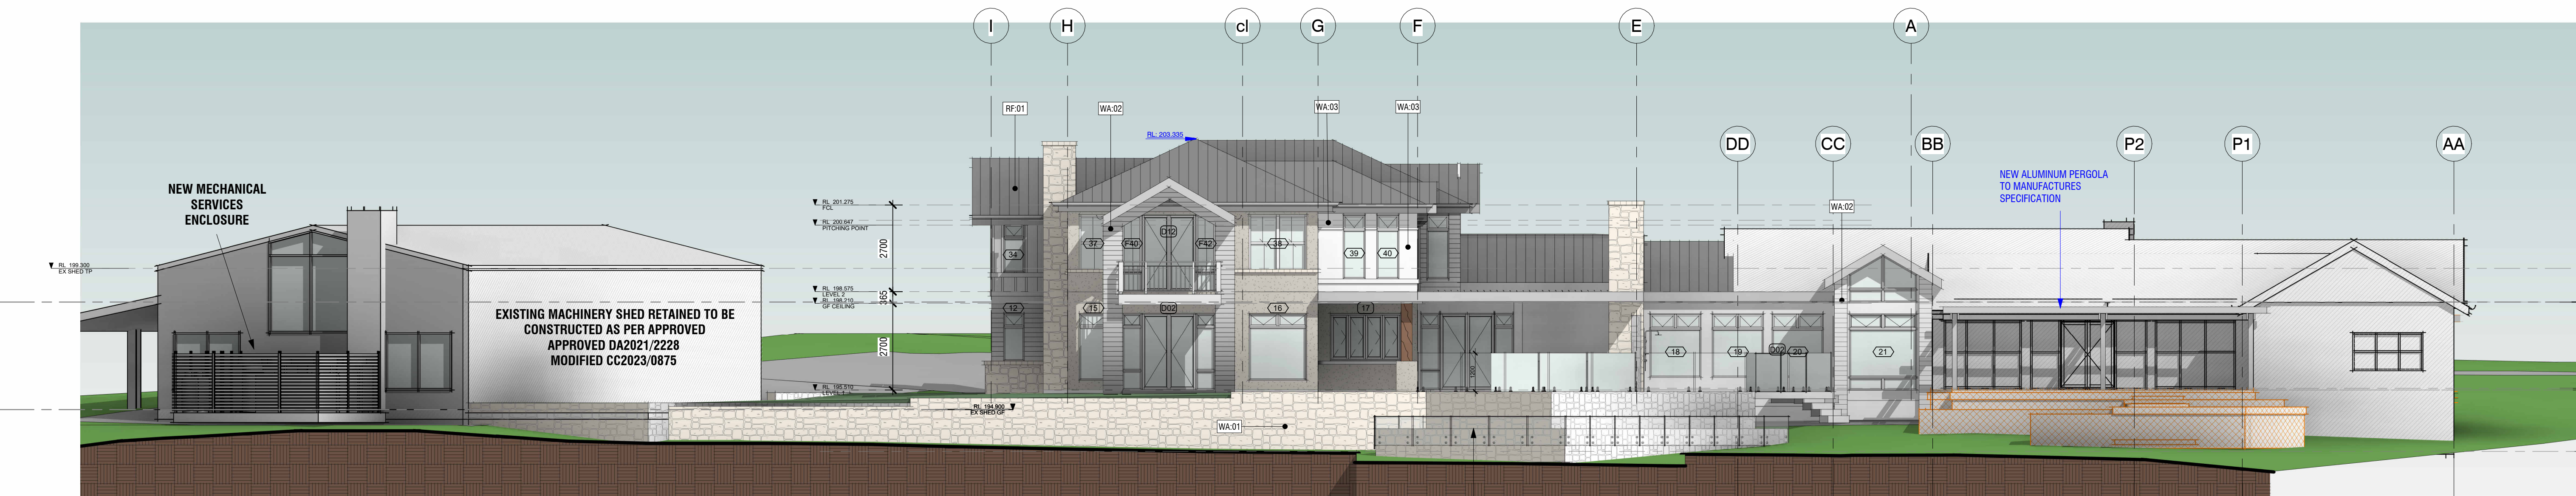 I
H
cl
G
F
E
A
DD
CC
BB
P2
P1
AA
RF:01
WA:02
WA:03
WA:03
RL: 203.335
WA:02
NEW ALUMINUM PERGOLA
TO MANUFACTURES
SPECIFICATION
NEW MECHANICAL
SERVICES
ENCLOSURE
RL 199.300
EX SHED TP
EXISTING MACHINERY SHED RETAINED TO BE
CONSTRUCTED AS PER APPROVED
APPROVED DA2021/2228
MODIFIED CC2023/0875
RL 201.275
FCL
RL 200.647
PITCHING POINT
2700
RL 198.575
LEVEL 2
365
RL 198.210
GF CEILING
2700
RL 195.510
RL 194.900
EX SHED GF
34
37
F40
D12
F42
38
39
40
12
15
D02
16
17
18
19
D02
20
21
1200
WA:01